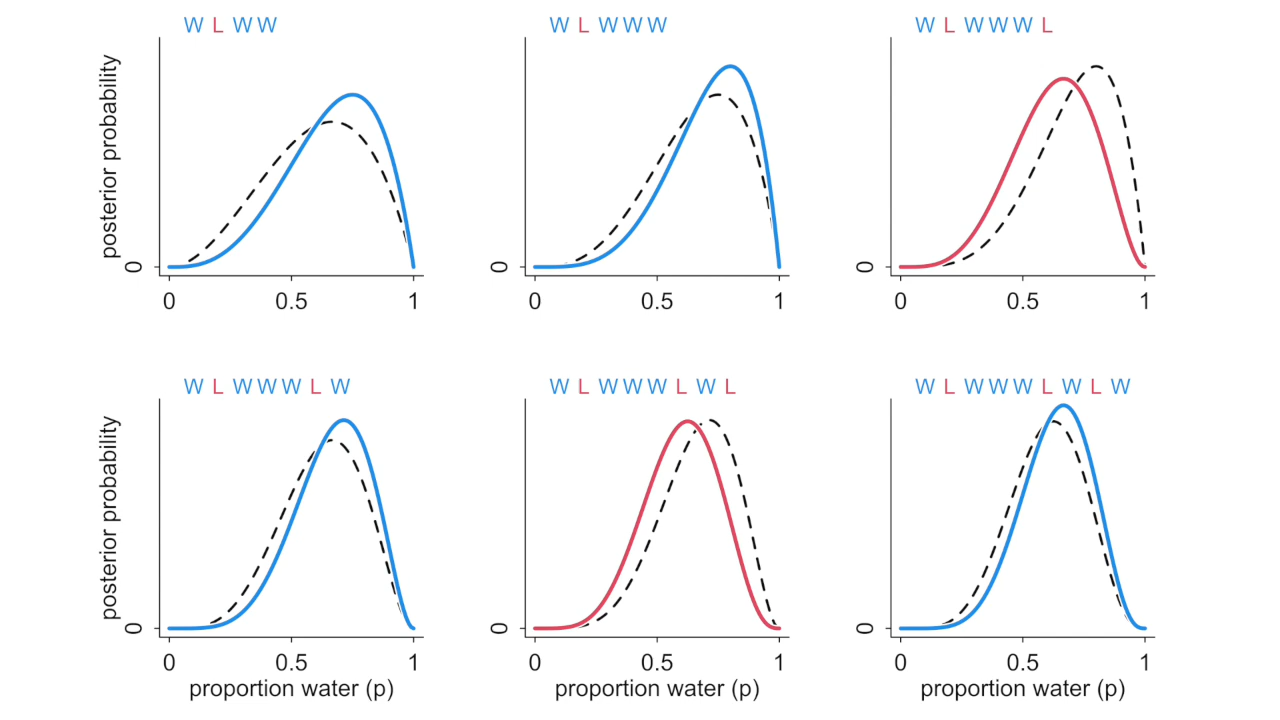 W L W W
W L W W W
W L W W W L
posterior probability
0
0 0.5 1
0
0 0.5 1
0
0 0.5 1
W L W W W L W
W L W W W L W L
W L W W W L W L W
posterior probability
0
0 0.5 1
proportion water (p)
0
0 0.5 1
proportion water (p)
0
0 0.5 1
proportion water (p)